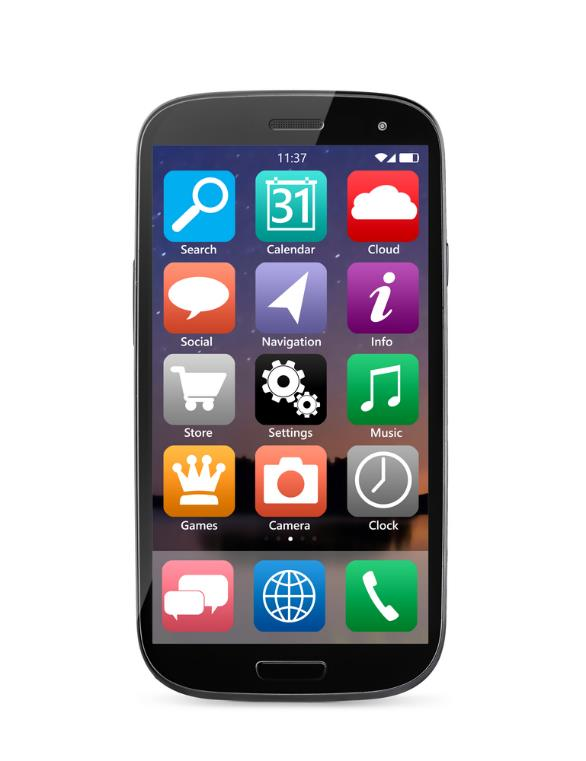 11:37
31
Search Calendar Cloud
i
Social Navigation Info
Store Settings Music
Games Camera Clock